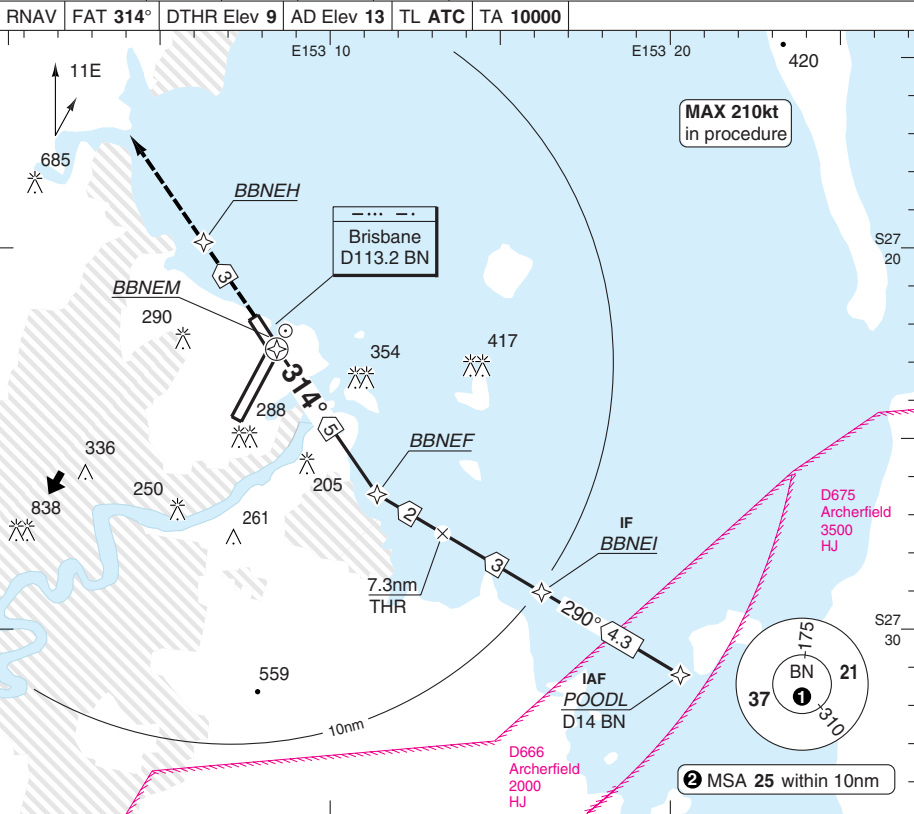 RNAV FAT 314° DTHR Elev 9 AD Elev 13 TL ATC TA 10000
E153 10
E153 20
11E
420
MAX 210kt
in procedure
685
BBNEH
Brisbane
D113.2 BN
S27
20
3
BBNEM
290
354
417
314°
288
5
BBNEF
336
205
250
838
261
2
D675
Archerfield
3500
HJ
IF
BBNEI
3
7.3nm
THR
290°
4.3
S27
30
559
IAF
POODL
D14 BN
175
BN
21
1
37
310
10nm
D666
Archerfield
2000
HJ
2 MSA 25 within 10nm